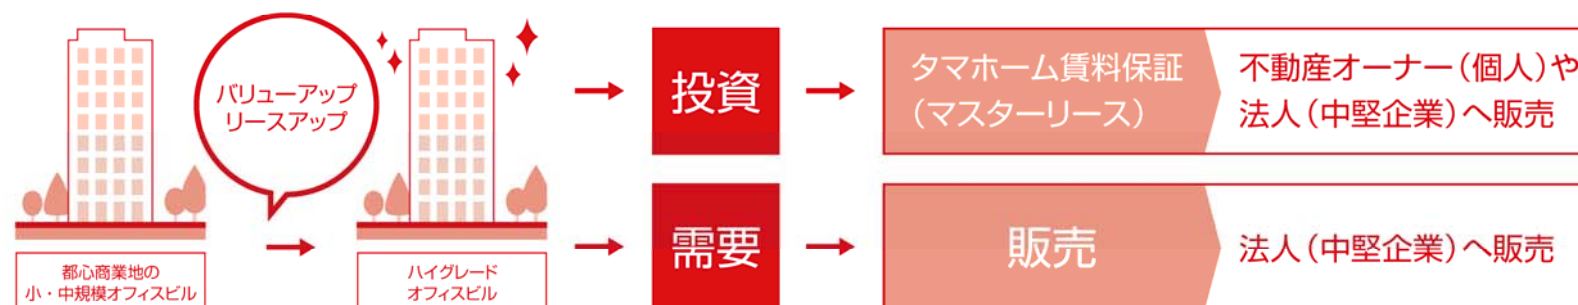 バリューアップ
リースアップ
都心商業地の
小・中規模オフィスビル
ハイグレード
オフィスビル
投資
タマホーム賃料保証
（マスターリース）
不動産オーナー（個人）や
法人（中堅企業）へ販売
需要
販売
法人（中堅企業）へ販売